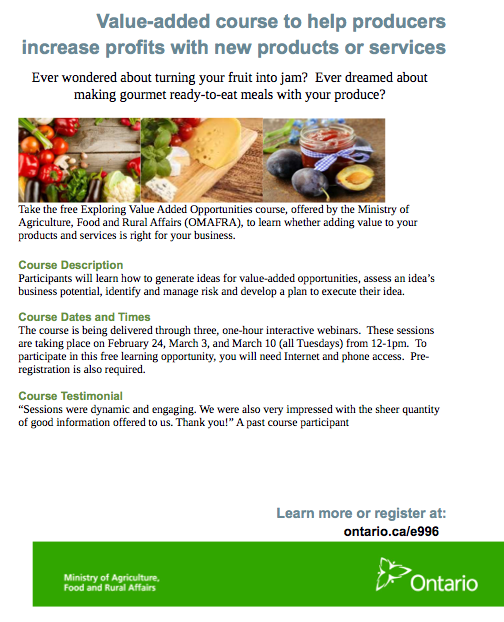 Value-added course to help producers
increase profits with new products or services
Ever wondered about turning your fruit into jam?  Ever dreamed about
making gourmet ready-to-eat meals with your produce?
Take the free Exploring Value Added Opportunities course, offered by the Ministry of
Agriculture, Food and Rural Affairs (OMAFRA), to learn whether adding value to your
products and services is right for your business.
Course Description
Participants will learn how to generate ideas for value-added opportunities, assess an idea’s
business potential, identify and manage risk and develop a plan to execute their idea.
Course Dates and Times
The course is being delivered through three, one-hour interactive webinars.  These sessions
are taking place on February 24, March 3, and March 10 (all Tuesdays) from 12-1pm.  To
participate in this free learning opportunity, you will need Internet and phone access.  Pre-
registration is also required.
Course Testimonial
“Sessions were dynamic and engaging. We were also very impressed with the sheer quantity
of good information offered to us. Thank you!” A past course participant
Learn more or register at:
ontario.ca/e996
Ministry of Agriculture,
Food and Rural Affairs
Ontario